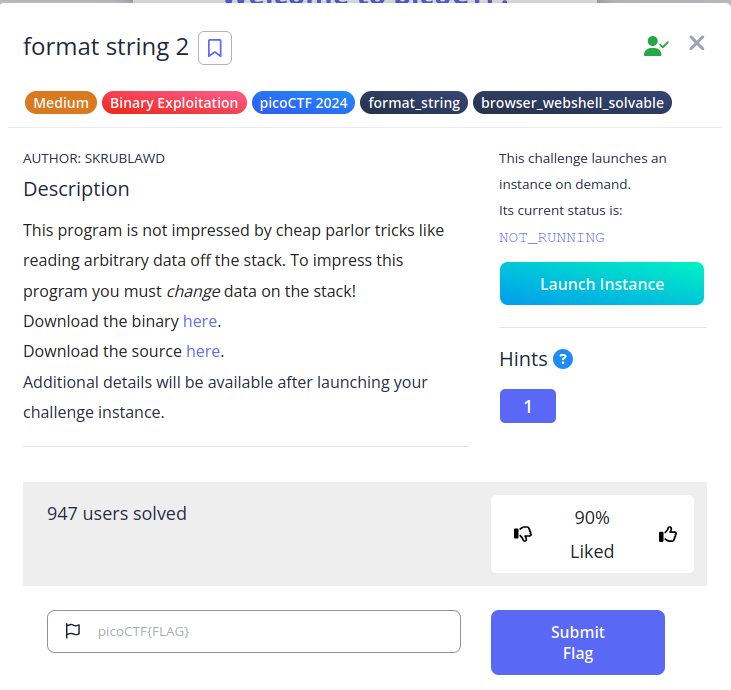 Welcome to picoCTF!
format string 2
Medium Binary Exploitation picoCTF 2024 format_string browser_webshell_solvable
AUTHOR: SKRUBLAWD
Description
This program is not impressed by cheap parlor tricks like
reading arbitrary data off the stack. To impress this
program you must change data on the stack!
Download the binary here.
Download the source here.
Additional details will be available after launching your
challenge instance.
This challenge launches an
instance on demand.
Its current status is:
NOT_RUNNING
Launch Instance
Hints ?
1
947 users solved
90%
Liked
picoCTF{FLAG}
Submit
Flag